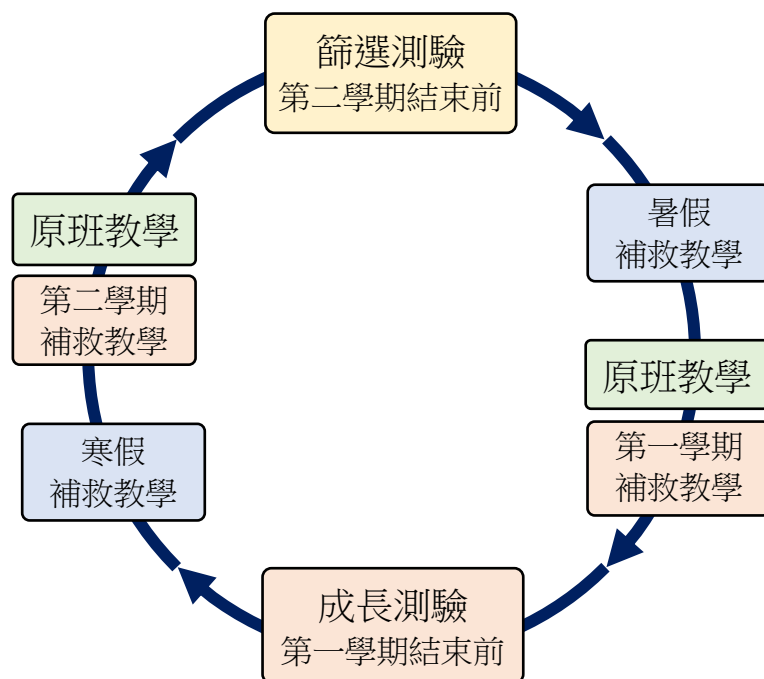 篩選測驗
第二學期結束前
暑假
補救教學
原班教學
第一學期
補救教學
成長測驗
第一學期結束前
寒假
補救教學
第二學期
補救教學
原班教學